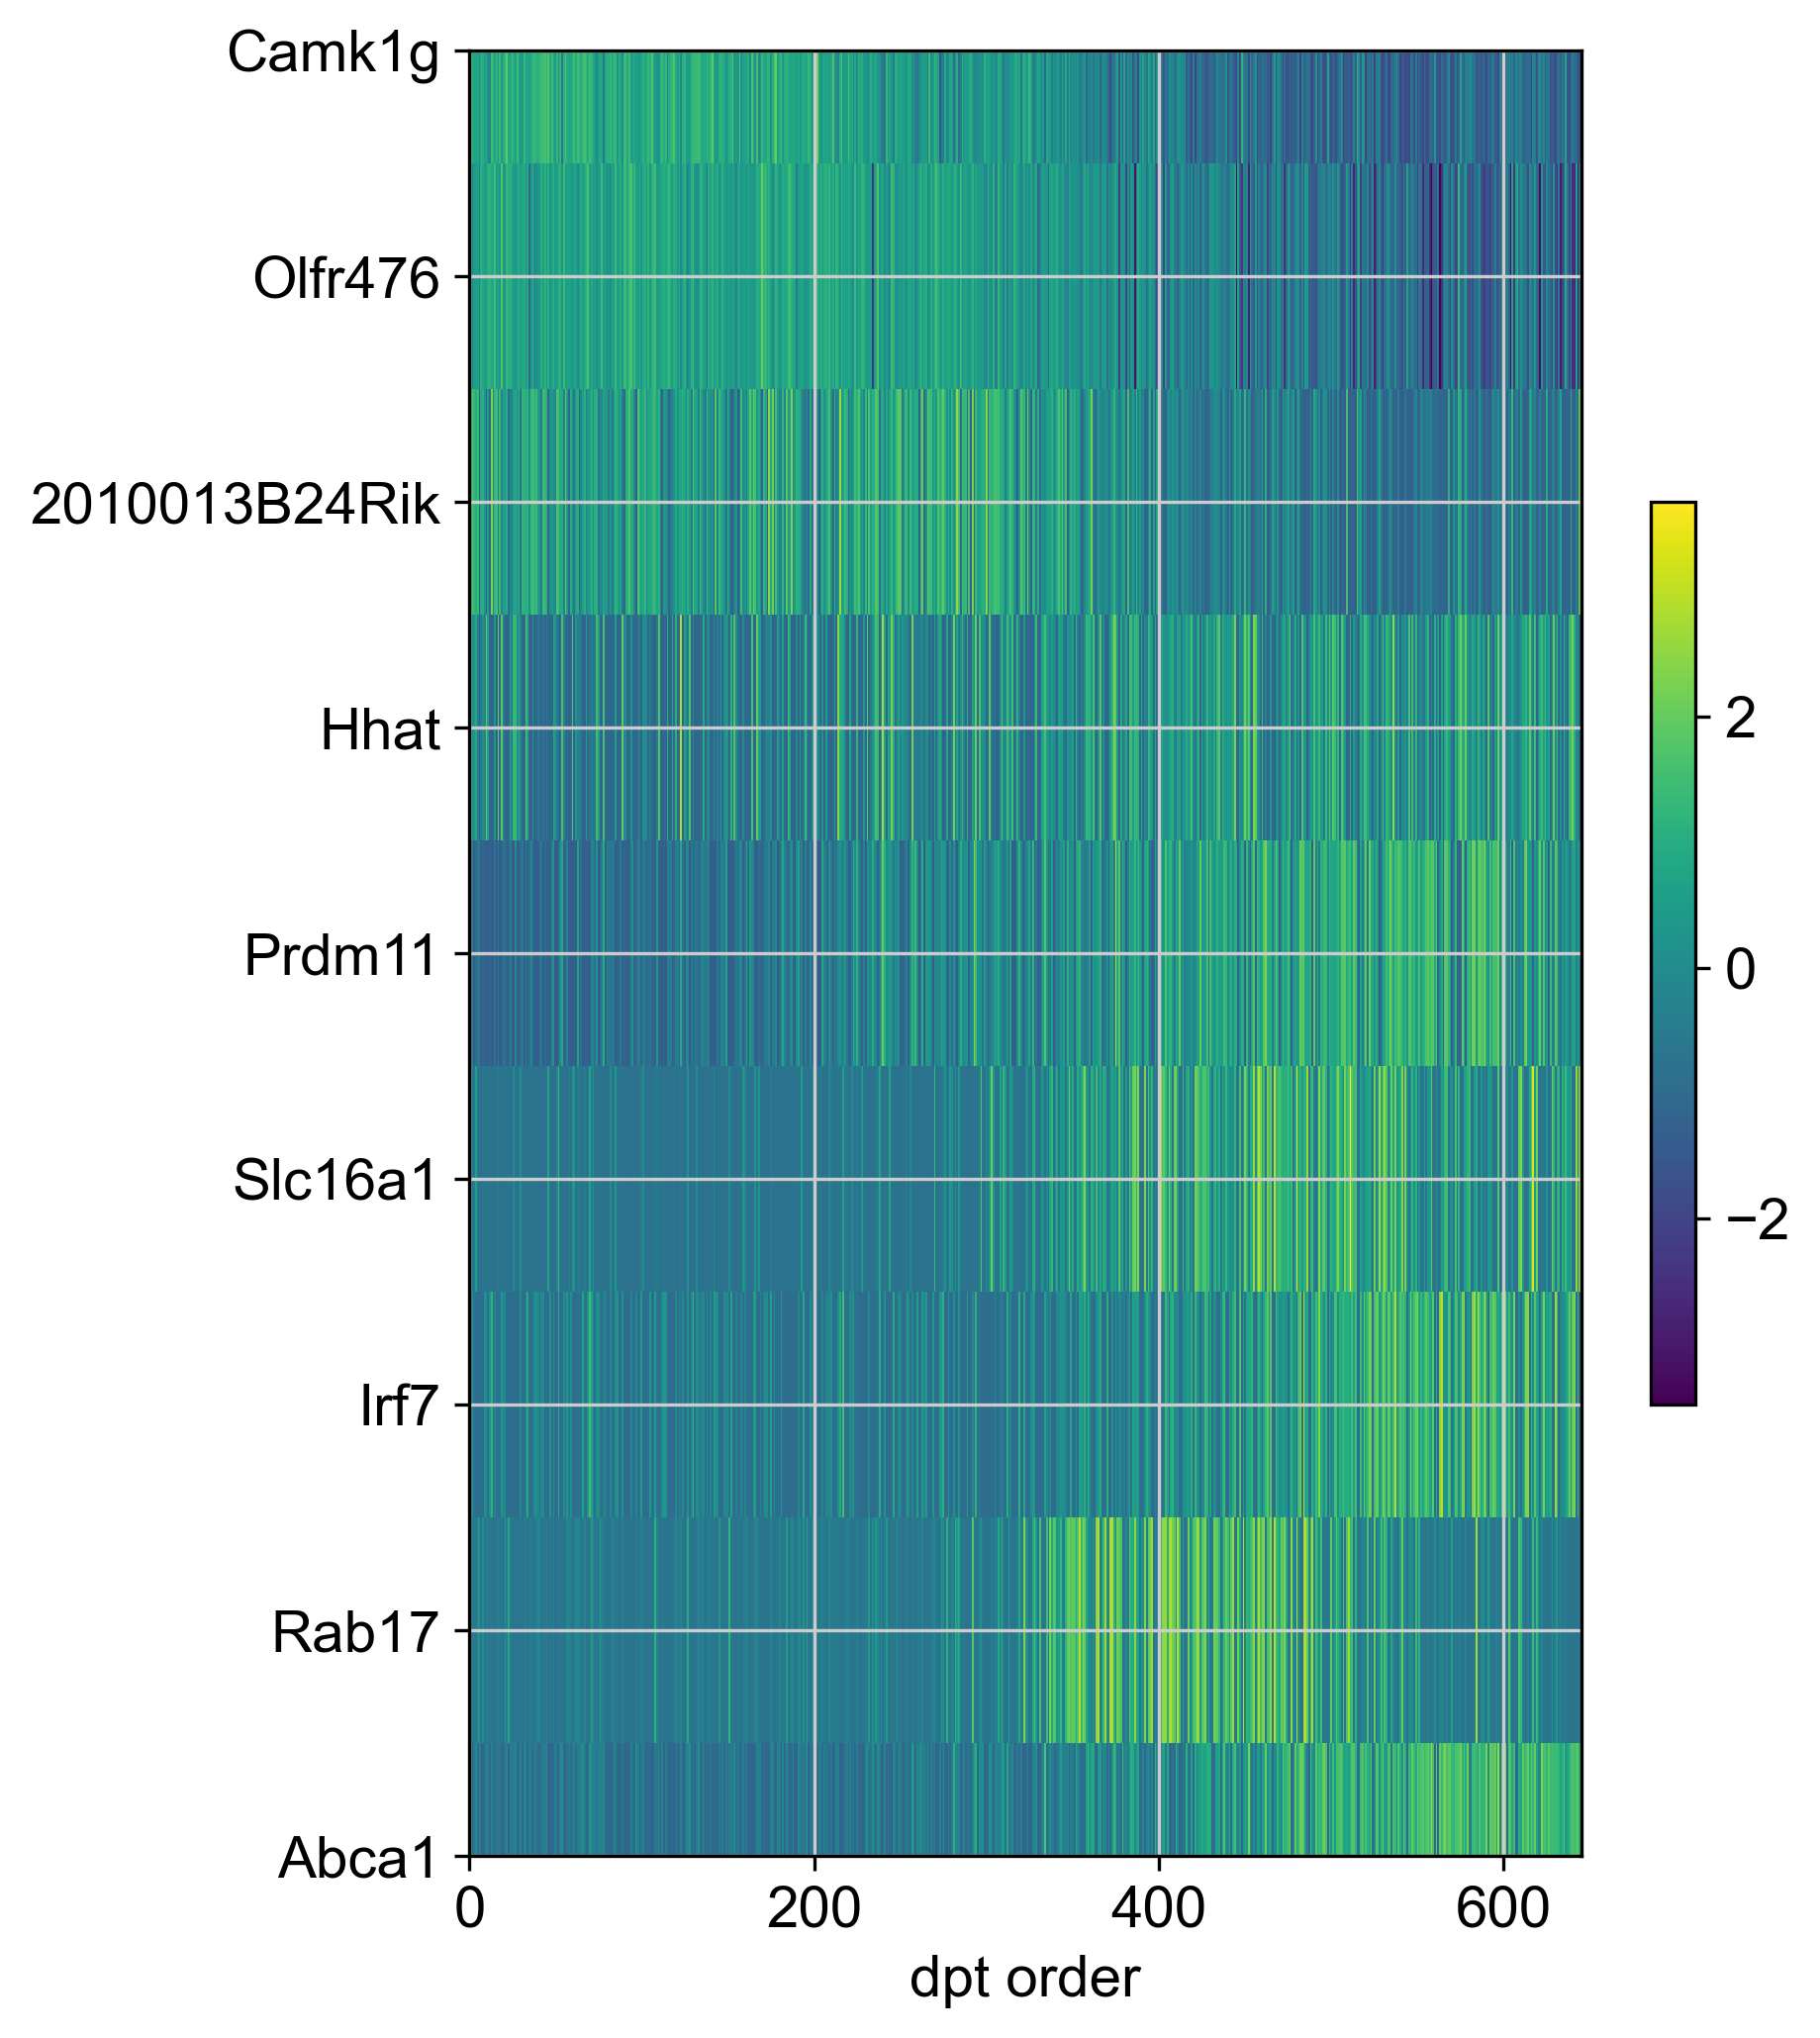 Camk1g
Olfr476
2010013B24Rik
Hhat
Prdm11
Slc16a1
Irf7
Rab17
Abca1
0 200 400 600
dpt order
2
0
−2